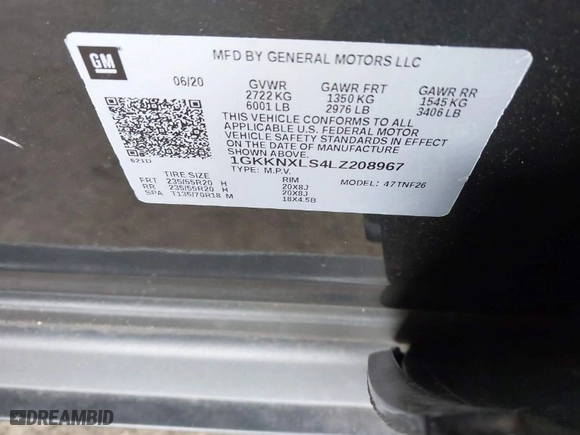 GM
MFD BY GENERAL MOTORS LLC
06/20 GVWR GAWR FRT GAWR RR
2722 KG 1350 KG 1545 KG
6001 LB 2976 LB 3406 LB
THIS VEHICLE CONFORMS TO ALL
APPLICABLE U.S. FEDERAL MOTOR
VEHICLE SAFETY STANDARDS IN EFFECT
ON THE DATE OF MANUFACTURE
1GKKNXLS4LZ208967
621D TYPE: M.P.V. MODEL: 47TNF26
TIRE SIZE RIM
FRT 235/55R20 H 20X8J
RR 235/55R20 H 20X8J
SPA T135/70R18 M 18X4.5B
DREAMBID